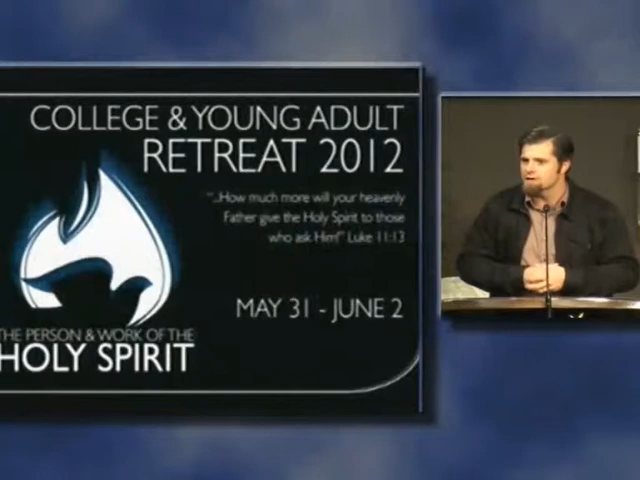 COLLEGE & YOUNG ADULT
RETREAT 2012
"...How much more will your heavenly
Father give the Holy Spirit to those
who ask Him!" Luke 11:13
MAY 31 - JUNE 2
THE PERSON & WORK OF THE
HOLY SPIRIT